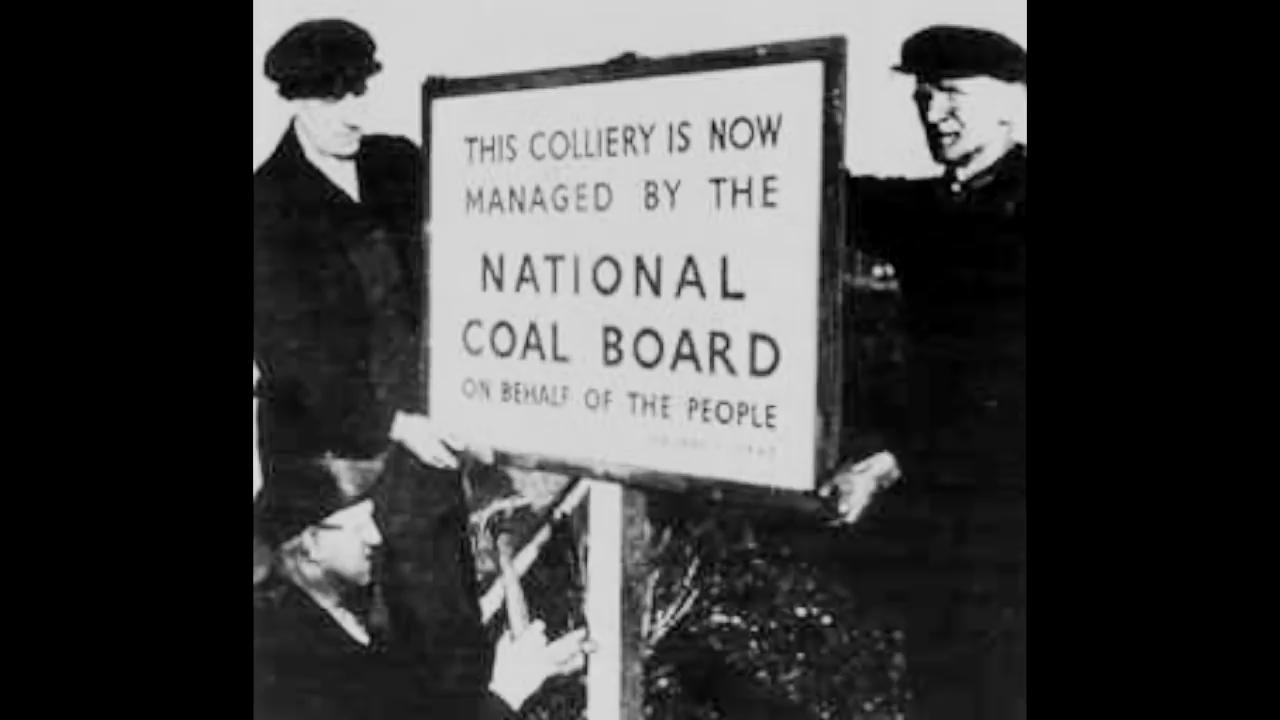 THIS COLLIERY IS NOW
MANAGED BY THE
NATIONAL
COAL BOARD
ON BEHALF OF THE PEOPLE